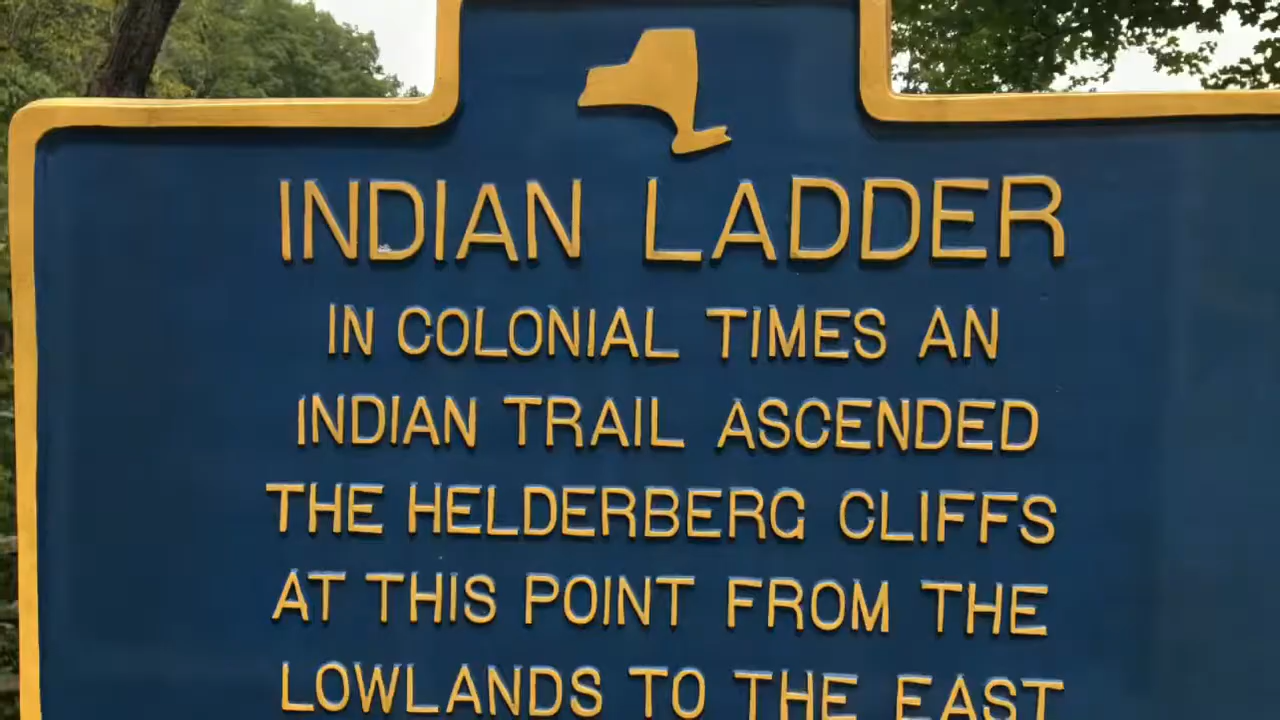 INDIAN LADDER
IN COLONIAL TIMES AN
INDIAN TRAIL ASCENDED
THE HELDERBERG CLIFFS
AT THIS POINT FROM THE
LOWLANDS TO THE EAST